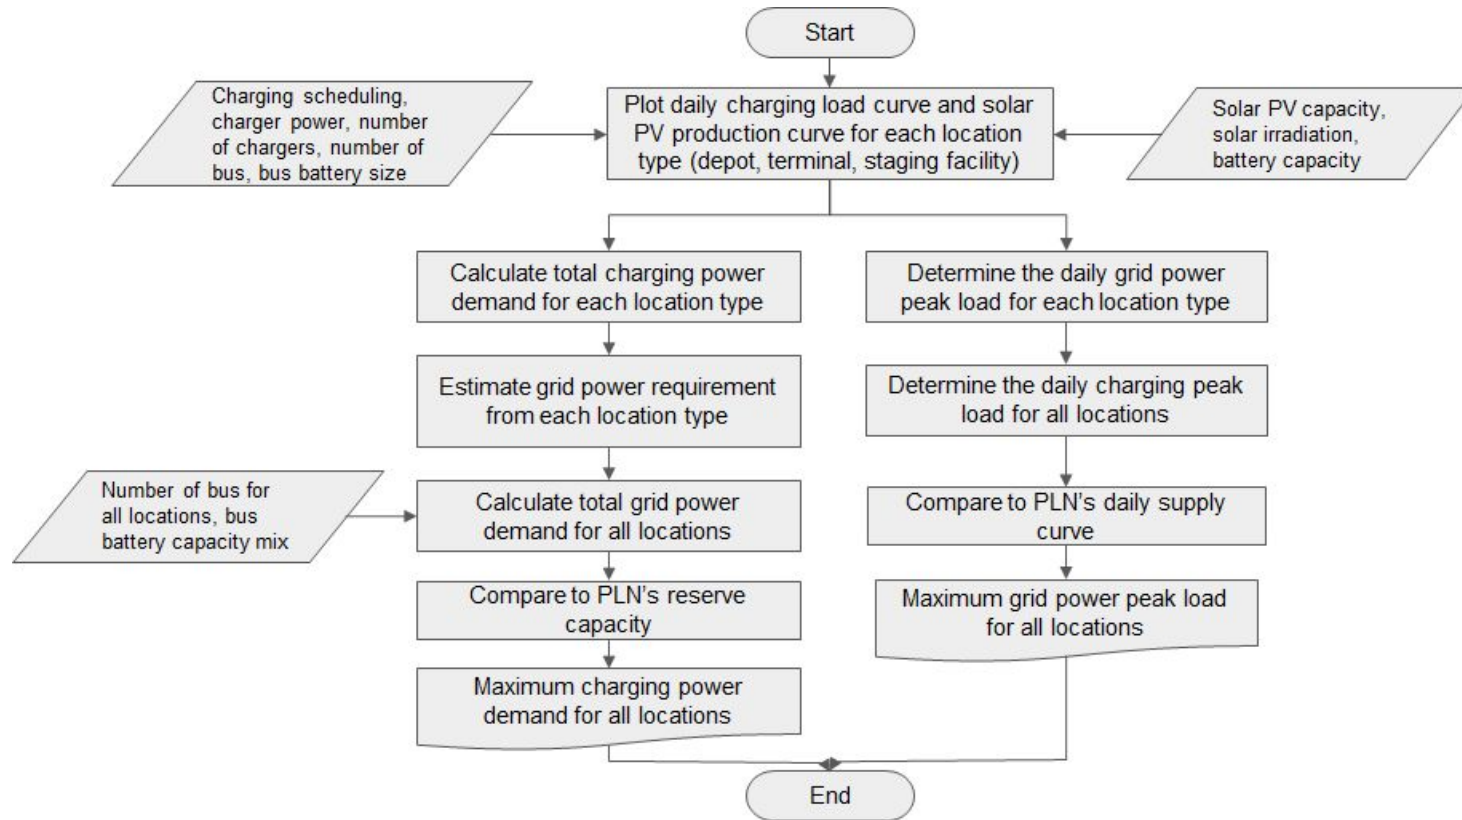 Start
Charging scheduling,
charger power, number
of chargers, number of
bus, bus battery size
Plot daily charging load curve and solar
PV production curve for each location
type (depot, terminal, staging facility)
Solar PV capacity,
solar irradiation,
battery capacity
Calculate total charging power
demand for each location type
Estimate grid power requirement
from each location type
Number of bus for
all locations, bus
battery capacity mix
Calculate total grid power
demand for all locations
Compare to PLN's reserve
capacity
Maximum charging power
demand for all locations
Determine the daily grid power
peak load for each location type
Determine the daily charging peak
load for all locations
Compare to PLN's daily supply
curve
Maximum grid power peak load
for all locations
End